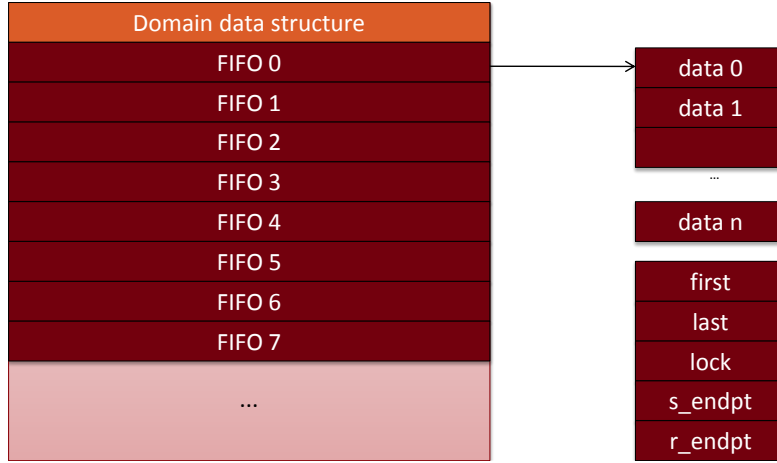 Domain data structure
FIFO 0
FIFO 1
FIFO 2
FIFO 3
FIFO 4
FIFO 5
FIFO 6
FIFO 7
...
data 0
data 1
...
data n
first
last
lock
s_endpt
r_endpt